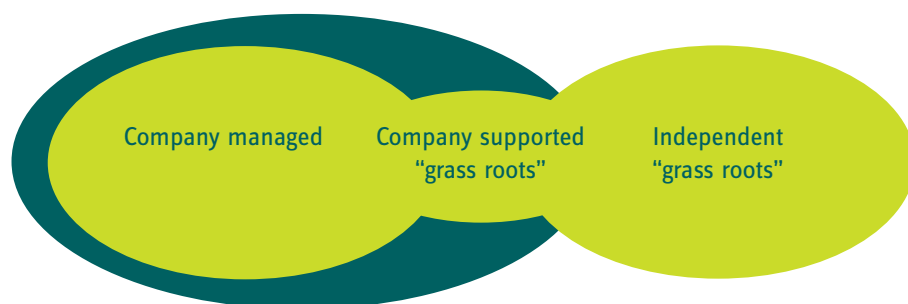 Company managed
Company supported
“grass roots”
Independent
“grass roots”